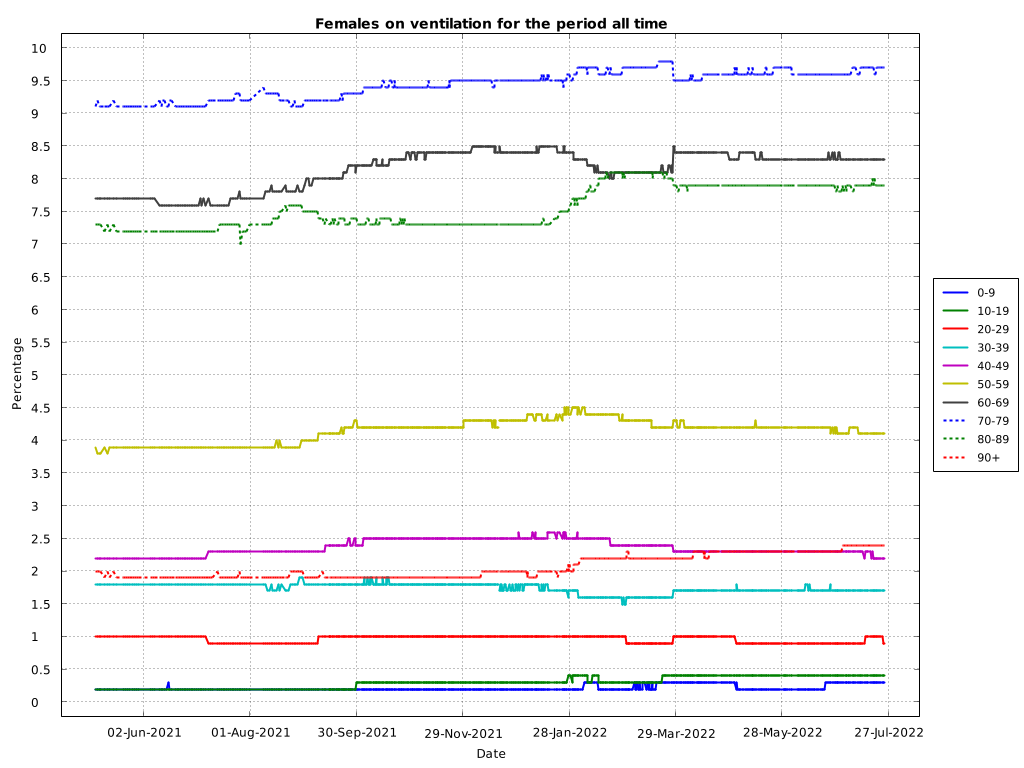 Females on ventilation for the period all time
10
9.5
9
8.5
8
7.5
7
6.5
6
5.5
5
4.5
4
3.5
3
2.5
2
1.5
1
0.5
0
Percentage
02-Jun-2021
01-Aug-2021
30-Sep-2021
29-Nov-2021
28-Jan-2022
29-Mar-2022
28-May-2022
27-Jul-2022
Date
0-9
10-19
20-29
30-39
40-49
50-59
60-69
70-79
80-89
90+